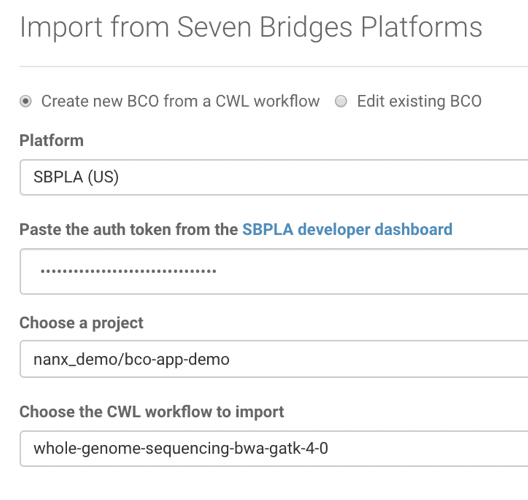 Import from Seven Bridges Platforms
Create new BCO from a CWL workflow Edit existing BCO
Platform
SBPLA (US)
Paste the auth token from the SBPLA developer dashboard
••••••••••••••••••••••••••••••••
Choose a project
nanx_demo/bco-app-demo
Choose the CWL workflow to import
whole-genome-sequencing-bwa-gatk-4-0